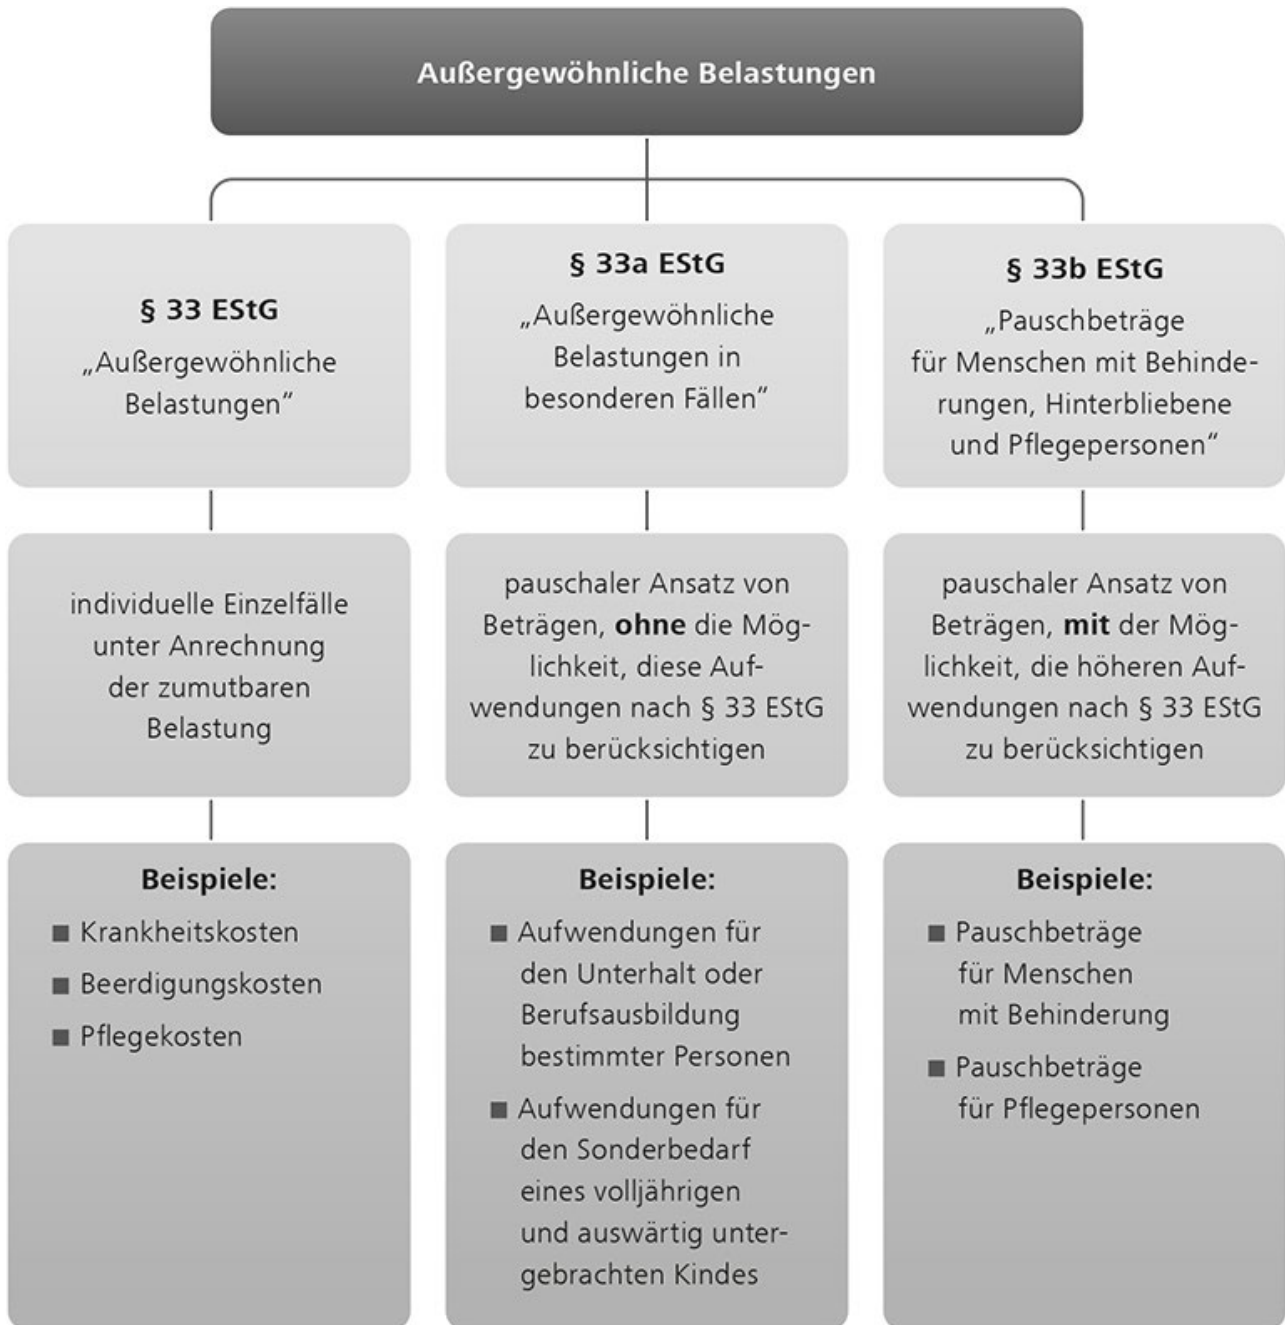 Außergewöhnliche Belastungen
§ 33 EStG
„Außergewöhnliche
Belastungen“
individuelle Einzelfälle
unter Anrechnung
der zumutbaren
Belastung
Beispiele:
■ Krankheitskosten
■ Beerdigungskosten
■ Pflegekosten
§ 33a EStG
„Außergewöhnliche
Belastungen in
besonderen Fällen“
pauschaler Ansatz von
Beträgen, ohne die Mög-
lichkeit, diese Auf-
wendungen nach § 33 EStG
zu berücksichtigen
Beispiele:
■ Aufwendungen für
den Unterhalt oder
Berufsausbildung
bestimmter Personen
■ Aufwendungen für
den Sonderbedarf
eines volljährigen
und auswärtig unter-
gebrachten Kindes
§ 33b EStG
„Pauschbeträge
für Menschen mit Behinde-
rungen, Hinterbliebene
und Pflegepersonen“
pauschaler Ansatz von
Beträgen, mit der Mög-
lichkeit, die höheren Auf-
wendungen nach § 33 EStG
zu berücksichtigen
Beispiele:
■ Pauschbeträge
für Menschen
mit Behinderung
■ Pauschbeträge
für Pflegepersonen